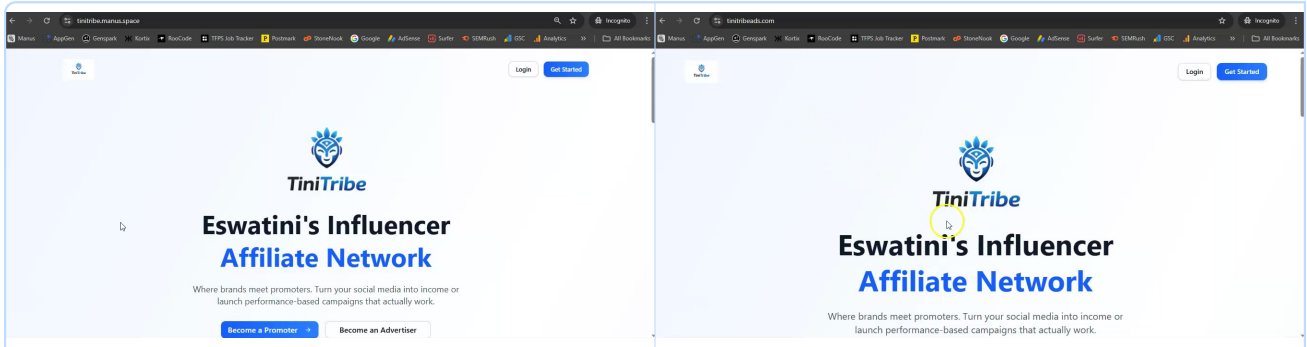 tinitribe.manus.space
Incognito
Manus AppGen Genspark Kortix RooCode TFPS Job Tracker Postmark StoneNook Google AdSense Surfer SEMRush GSC Analytics » All Bookmarks
TiniTribe
Login Get Started
TiniTribe
Eswatini's Influencer
Affiliate Network
Where brands meet promoters. Turn your social media into income or
launch performance-based campaigns that actually work.
Become a Promoter →
Become an Advertiser
tinitribeads.com
Incognito
Manus AppGen Genspark Kortix RooCode TFPS Job Tracker Postmark StoneNook Google AdSense Surfer SEMRush GSC Analytics » All Bookmarks
TiniTribe
Login Get Started
TiniTribe
Eswatini's Influencer
Affiliate Network
Where brands meet promoters. Turn your social media into income or
launch performance-based campaigns that actually work.